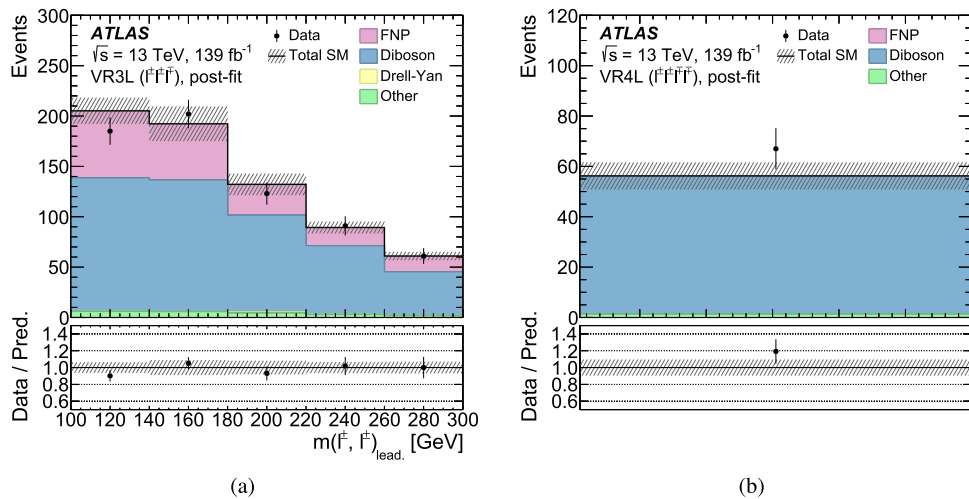 Events
300
250
200
150
100
50
0
ATLAS
√s = 13 TeV, 139 fb⁻¹
VR3L (l±l±l∓), post-fit
Data
Total SM
FNP
Diboson
Drell-Yan
Other
Data / Pred.
1.4
1.2
1.0
0.8
0.6
100 120 140 160 180 200 220 240 260 280 300
m(l±, l±)lead. [GeV]
(a)
Events
120
100
80
60
40
20
0
ATLAS
√s = 13 TeV, 139 fb⁻¹
VR4L (l±l±l∓l∓), post-fit
Data
Total SM
FNP
Diboson
Other
Data / Pred.
1.4
1.2
1.0
0.8
0.6
(b)